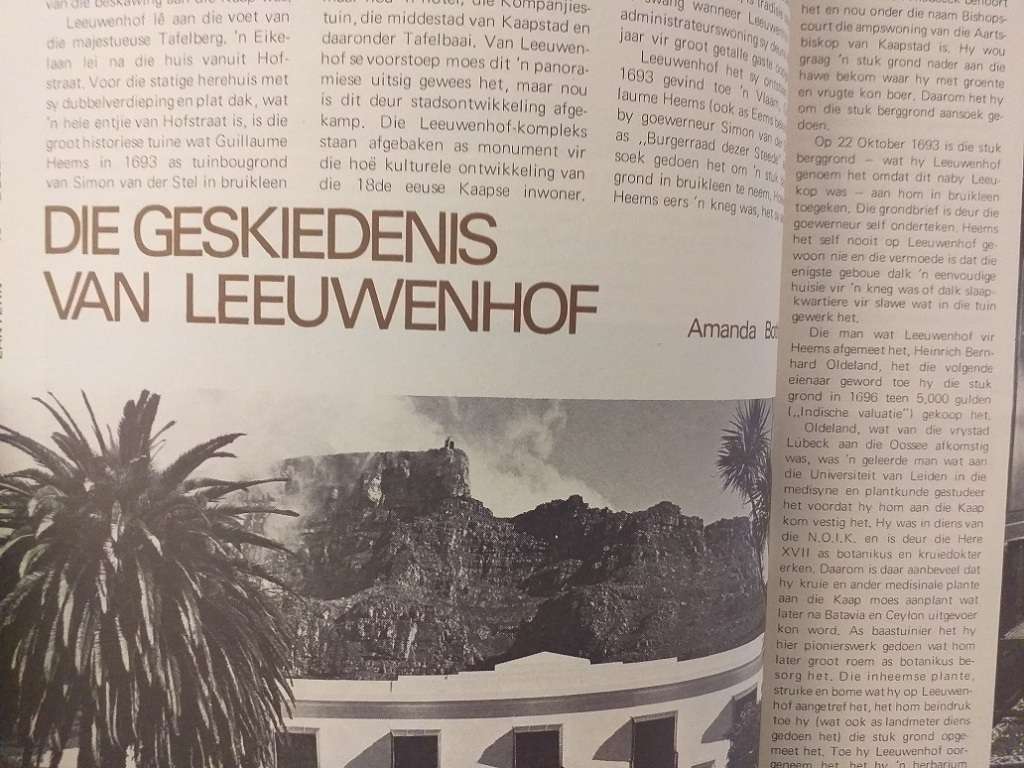 Leeuwenhof lê aan die voet van
die majestueuse Tafelberg. 'n Eike-
laan lei na die huis vanuit Hof-
straat. Voor die statige herehuis met
sy dubbelverdieping en plat dak, wat
'n hele entjie van Hofstraat is, is die
groot historiese tuine wat Guillaume
Heems in 1693 as tuinbougrond
van Simon van der Stel in bruikleen
tuin, die middestad van Kaapstad en
daaronder Tafelbaai. Van Leeuwen-
hof se voorstoep moes dit 'n panora-
miese uitsig gewees het, maar nou
is dit deur stadsontwikkeling afge-
kamp. Die Leeuwenhof-kompleks
staan afgebaken as monument vir
die hoë kulturele ontwikkeling van
die 18de eeuse Kaapse inwoner.
swang wanneer
administrateurswoning sy
jaar vir groot getalle gaste
Leeuwenhof het sy
1693 gevind toe 'n
laume Heems (ook as Eems
by goewerneur Simon van der
as ,,Burgerraad dezer Steede"
soek gedoen het om 'n stuk
grond in bruikleen te neem.
Heems eers 'n kneg was, het
DIE GESKIEDENIS
VAN LEEUWENHOF
Amanda
het en nou onder die naam Bishops-
court die ampswoning van die Aarts-
biskop van Kaapstad is. Hy wou
graag 'n stuk grond nader aan die
hawe bekom waar hy met groente
en vrugte kon boer. Daarom het hy
om die stuk berggrond aansoek ge-
doen.
Op 22 Oktober 1693 is die stuk
berggrond – wat hy Leeuwenhof
genoem het omdat dit naby Leeu-
kop was – aan hom in bruikleen
toegeken. Die grondbrief is deur die
goewerneur self onderteken. Heems
het self nooit op Leeuwenhof ge-
woon nie en die vermoede is dat die
enigste geboue dalk 'n eenvoudige
huisie vir 'n kneg was of dalk slaap-
kwartiere vir slawe wat in die tuin
gewerk het.
Die man wat Leeuwenhof vir
Heems afgemeet het, Heinrich Bern-
hard Oldeland, het die volgende
eienaar geword toe hy die stuk
grond in 1696 teen 5,000 gulden
(,,Indische valuatie") gekoop het.
Oldeland, wat van die vrystad
Lübeck aan die Oossee afkomstig
was, was 'n geleerde man wat aan
die Universiteit van Leiden in die
medisyne en plantkunde gestudeer
het voordat hy hom aan die Kaap
kom vestig het. Hy was in diens van
die N.O.I.K. en is deur die Here
XVII as botanikus en kruiedokter
erken. Daarom is daar aanbeveel dat
hy kruie en ander medisinale plante
aan die Kaap moes aanplant wat
later na Batavia en Ceylon uitgevoer
kon word. As baastuinier het hy
hier pionierswerk gedoen wat hom
later groot roem as botanikus be-
sorg het. Die inheemse plante,
struike en bome wat hy op Leeuwen-
hof aangetref het, het hom beïndruk
toe hy (wat ook as landmeter diens
gedoen het) die stuk grond opge-
meet het. Toe hy Leeuwenhof oor-
geneem het, het hy 'n herbarium